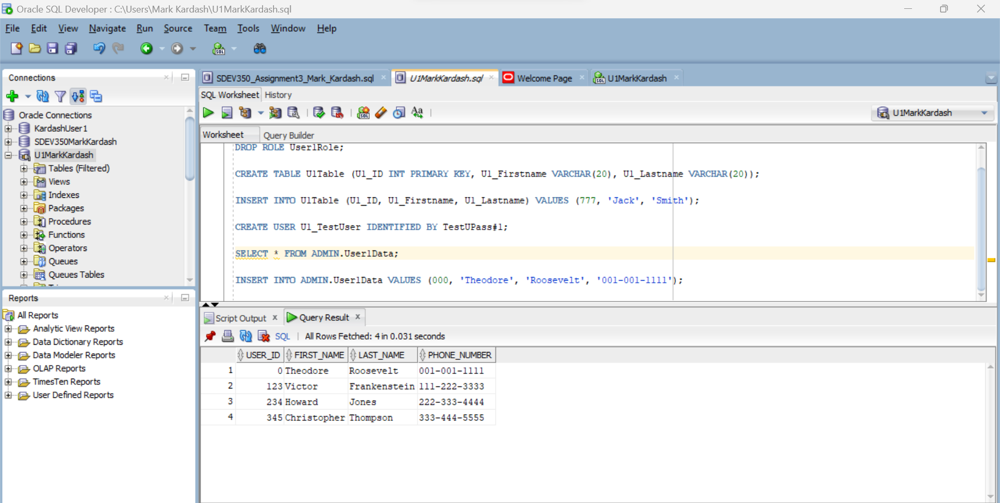 Oracle SQL Developer : C:\Users\Mark Kardash\U1MarkKardash.sql
File Edit View Navigate Run Source Team Tools Window Help
Connections
Oracle Connections
KardashUser1
SDEV350MarkKardash
U1MarkKardash
Tables (Filtered)
Views
Indexes
Packages
Procedures
Functions
Operators
Queues
Queues Tables
Reports
All Reports
Analytic View Reports
Data Dictionary Reports
Data Modeler Reports
OLAP Reports
TimesTen Reports
User Defined Reports
SDEV350_Assignment3_Mark_Kardash.sql U1MarkKardash.sql Welcome Page U1MarkKardash
SQL Worksheet History
U1MarkKardash
Worksheet Query Builder
DROP ROLE User1Role;
CREATE TABLE U1Table (U1_ID INT PRIMARY KEY, U1_Firstname VARCHAR(20), U1_Lastname VARCHAR(20));
INSERT INTO U1Table (U1_ID, U1_Firstname, U1_Lastname) VALUES (777, 'Jack', 'Smith');
CREATE USER U1_TestUser IDENTIFIED BY TestUPass#1;
SELECT * FROM ADMIN.User1Data;
INSERT INTO ADMIN.User1Data VALUES (000, 'Theodore', 'Roosevelt', '001-001-1111');
Script Output Query Result
SQL All Rows Fetched: 4 in 0.031 seconds
USER_ID FIRST_NAME LAST_NAME PHONE_NUMBER
1 0 Theodore Roosevelt 001-001-1111
2 123 Victor Frankenstein 111-222-3333
3 234 Howard Jones 222-333-4444
4 345 Christopher Thompson 333-444-5555